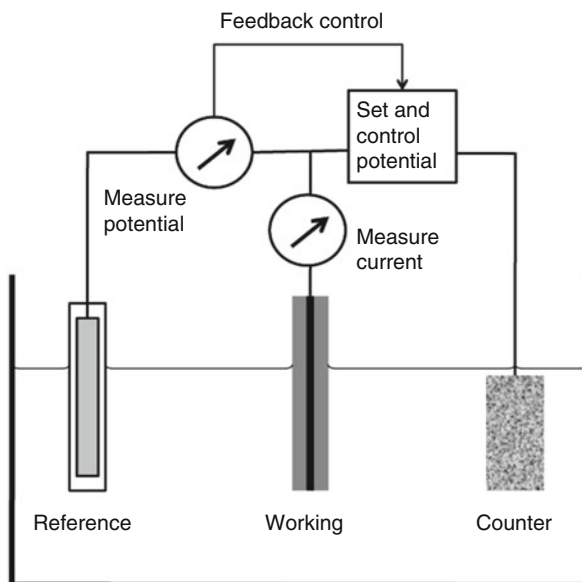 Feedback control
Set and
control
potential
Measure
potential
Measure
current
Reference
Working
Counter